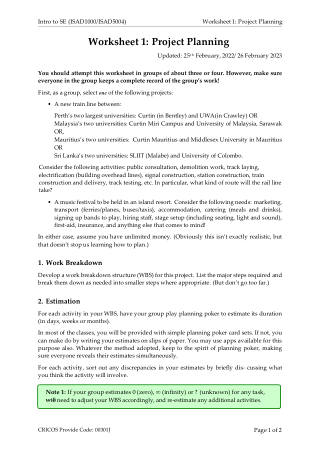 Intro to SE (ISAD1000/ISAD5004) Worksheet 1: Project Planning
Worksheet 1: Project Planning
Updated: 25th February, 2022/ 26 February 2023
You should attempt this worksheet in groups of about three or four. However, make sure
everyone in the group keeps a complete record of the group's work!
First, as a group, select one of the following projects:
• A new train line between:
Perth's two largest universities: Curtin (in Bentley) and UWA(in Crawley) OR
Malaysia's two universities: Curtin Miri Campus and University of Malaysia, Sarawak
OR,
Mauritius's two universities: Curtin Mauritius and Middlesex University in Mauritius
OR
Sri Lanka's two universities: SLIIT (Malabe) and University of Colombo.
Consider the following activities: public consultation, demolition work, track laying,
electrification (building overhead lines), signal construction, station construction, train
construction and delivery, track testing, etc. In particular, what kind of route will the rail line
take?
• A music festival to be held in an island resort. Consider the following needs: marketing,
transport (ferries/planes, buses/taxis), accommodation, catering (meals and drinks),
signing up bands to play, hiring staff, stage setup (including seating, light and sound),
first-aid, insurance, and anything else that comes to mind!
In either case, assume you have unlimited money. (Obviously this isn't exactly realistic, but
that doesn't stop us learning how to plan.)
1. Work Breakdown
Develop a work breakdown structure (WBS) for this project. List the major steps required and
break them down as needed into smaller steps where appropriate. (But don't go too far.)
2. Estimation
For each activity in your WBS, have your group play planning poker to estimate its duration
(in days, weeks or months).
In most of the classes, you will be provided with simple planning poker card sets. If not, you
can make do by writing your estimates on slips of paper. You may use apps available for this
purpose also. Whatever the method adopted, keep to the spirit of planning poker, making
sure everyone reveals their estimates simultaneously.
For each activity, sort out any discrepancies in your estimates by briefly dis- cussing what
you think the activity will involve.
Note 1: If your group estimates 0 (zero), ∞ (infinity) or ? (unknown) for any task,
will need to adjust your WBS accordingly, and re-estimate any additional activities.
CRICOS Provide Code: 00301J Page 1 of 2